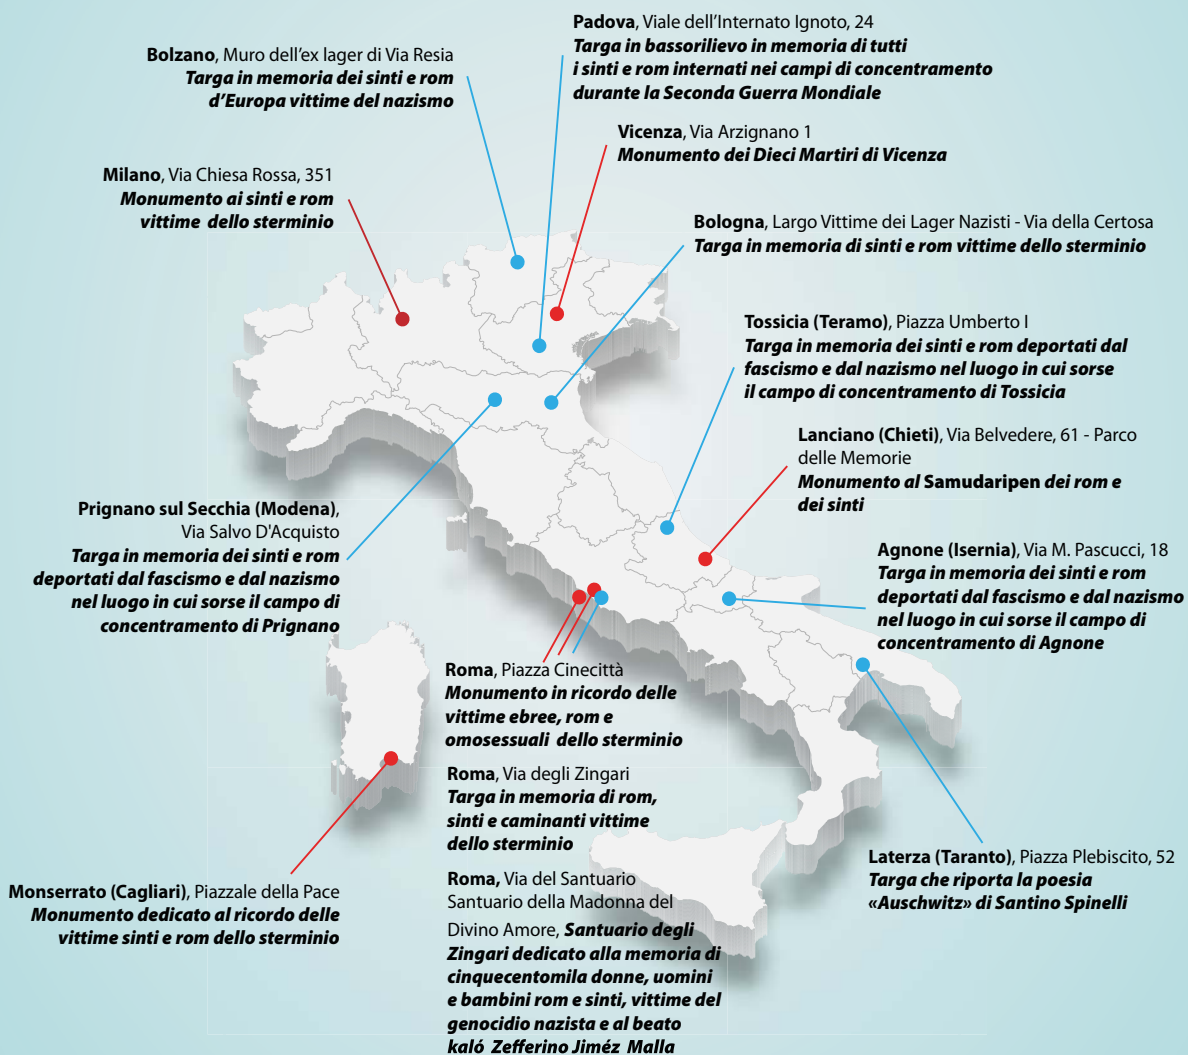 Padova, Viale dell'Internato Ignoto, 24
Targa in bassorilievo in memoria di tutti
i sinti e rom internati nei campi di concentramento
durante la Seconda Guerra Mondiale
Bolzano, Muro dell'ex lager di Via Resia
Targa in memoria dei sinti e rom
d'Europa vittime del nazismo
Vicenza, Via Arzignano 1
Monumento dei Dieci Martiri di Vicenza
Milano, Via Chiesa Rossa, 351
Monumento ai sinti e rom
vittime dello sterminio
Bologna, Largo Vittime dei Lager Nazisti - Via della Certosa
Targa in memoria di sinti e rom vittime dello sterminio
Tossicia (Teramo), Piazza Umberto I
Targa in memoria dei sinti e rom deportati dal
fascismo e dal nazismo nel luogo in cui sorse
il campo di concentramento di Tossicia
Lanciano (Chieti), Via Belvedere, 61 - Parco
delle Memorie
Monumento al Samudaripen dei rom e
dei sinti
Prignano sul Secchia (Modena),
Via Salvo D'Acquisto
Targa in memoria dei sinti e rom
deportati dal fascismo e dal nazismo
nel luogo in cui sorse il campo di
concentramento di Prignano
Agnone (Isernia), Via M. Pascucci, 18
Targa in memoria dei sinti e rom
deportati dal fascismo e dal nazismo
nel luogo in cui sorse il campo di
concentramento di Agnone
Roma, Piazza Cinecittà
Monumento in ricordo delle
vittime ebree, rom e
omosessuali dello sterminio
Roma, Via degli Zingari
Targa in memoria di rom,
sinti e caminanti vittime
dello sterminio
Roma, Via del Santuario
Santuario della Madonna del
Divino Amore, Santuario degli
Zingari dedicato alla memoria di
cinquecentomila donne, uomini
e bambini rom e sinti, vittime del
genocidio nazista e al beato
kaló Zefferino Jiméz Malla
Laterza (Taranto), Piazza Plebiscito, 52
Targa che riporta la poesia
«Auschwitz» di Santino Spinelli
Monserrato (Cagliari), Piazzale della Pace
Monumento dedicato al ricordo delle
vittime sinti e rom dello sterminio